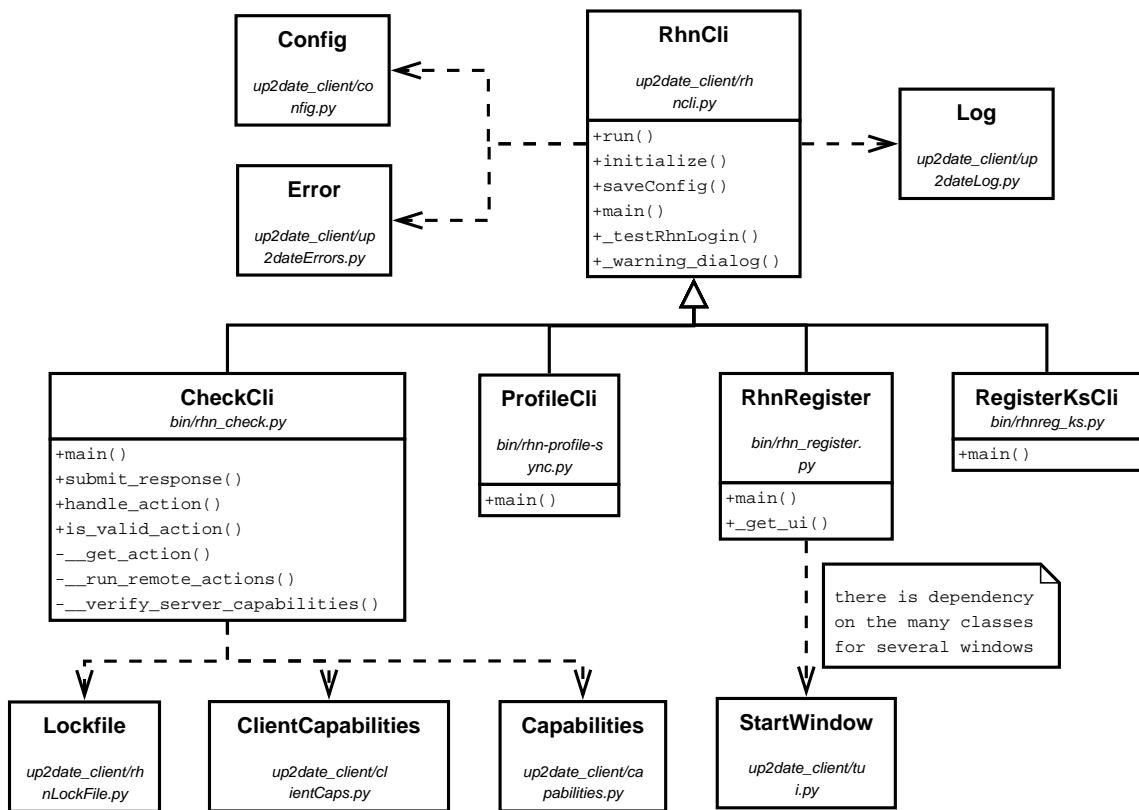 Config
up2date_client/co
nfig.py
RhnCli
up2date_client/rh
ncli.py
+run()
+initialize()
+saveConfig()
+main()
+_testRhnLogin()
+_warning_dialog()
Log
up2date_client/up
2dateLog.py
Error
up2date_client/up
2dateErrors.py
CheckCli
bin/rhn_check.py
+main()
+submit_response()
+handle_action()
+is_valid_action()
-__get_action()
-__run_remote_actions()
-__verify_server_capabilities()
ProfileCli
bin/rhn-profile-s
ync.py
+main()
RhnRegister
bin/rhn_register.
py
+main()
+_get_ui()
RegisterKsCli
bin/rhnreg_ks.py
+main()
there is dependency
on the many classes
for several windows
Lockfile
up2date_client/rh
nLockFile.py
ClientCapabilities
up2date_client/cl
ientCaps.py
Capabilities
up2date_client/ca
pabilities.py
StartWindow
up2date_client/tu
i.py